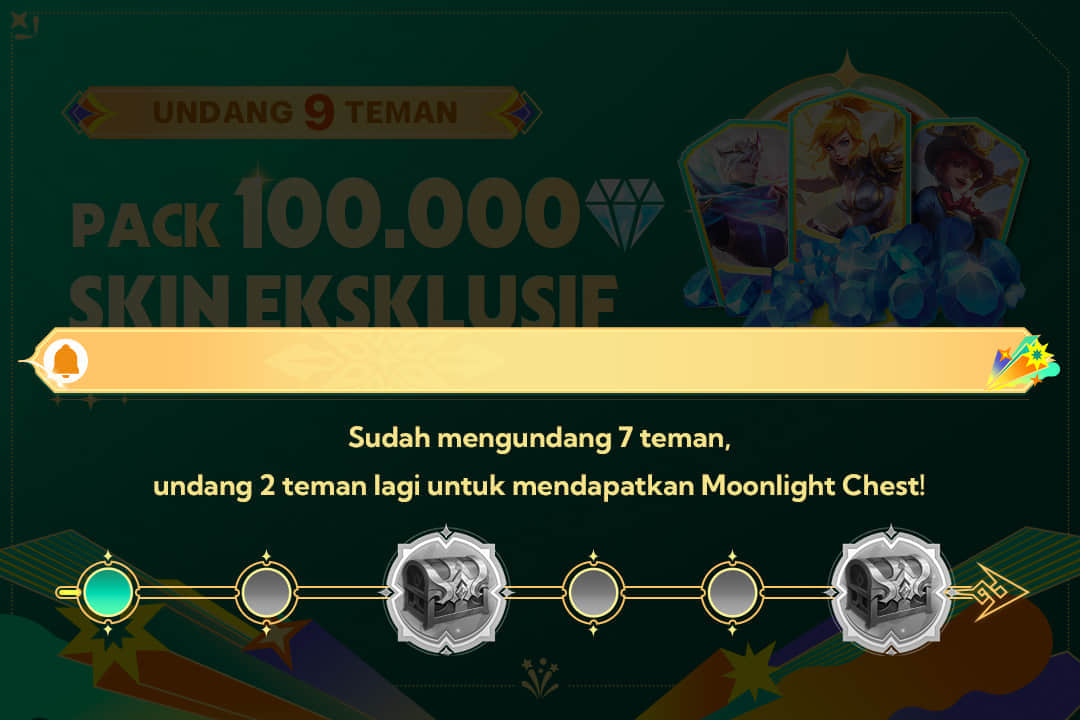 UNDANG 9 TEMAN
PACK 100.000
SKIN EKSKLUSIF
Sudah mengundang 7 teman,
undang 2 teman lagi untuk mendapatkan Moonlight Chest!